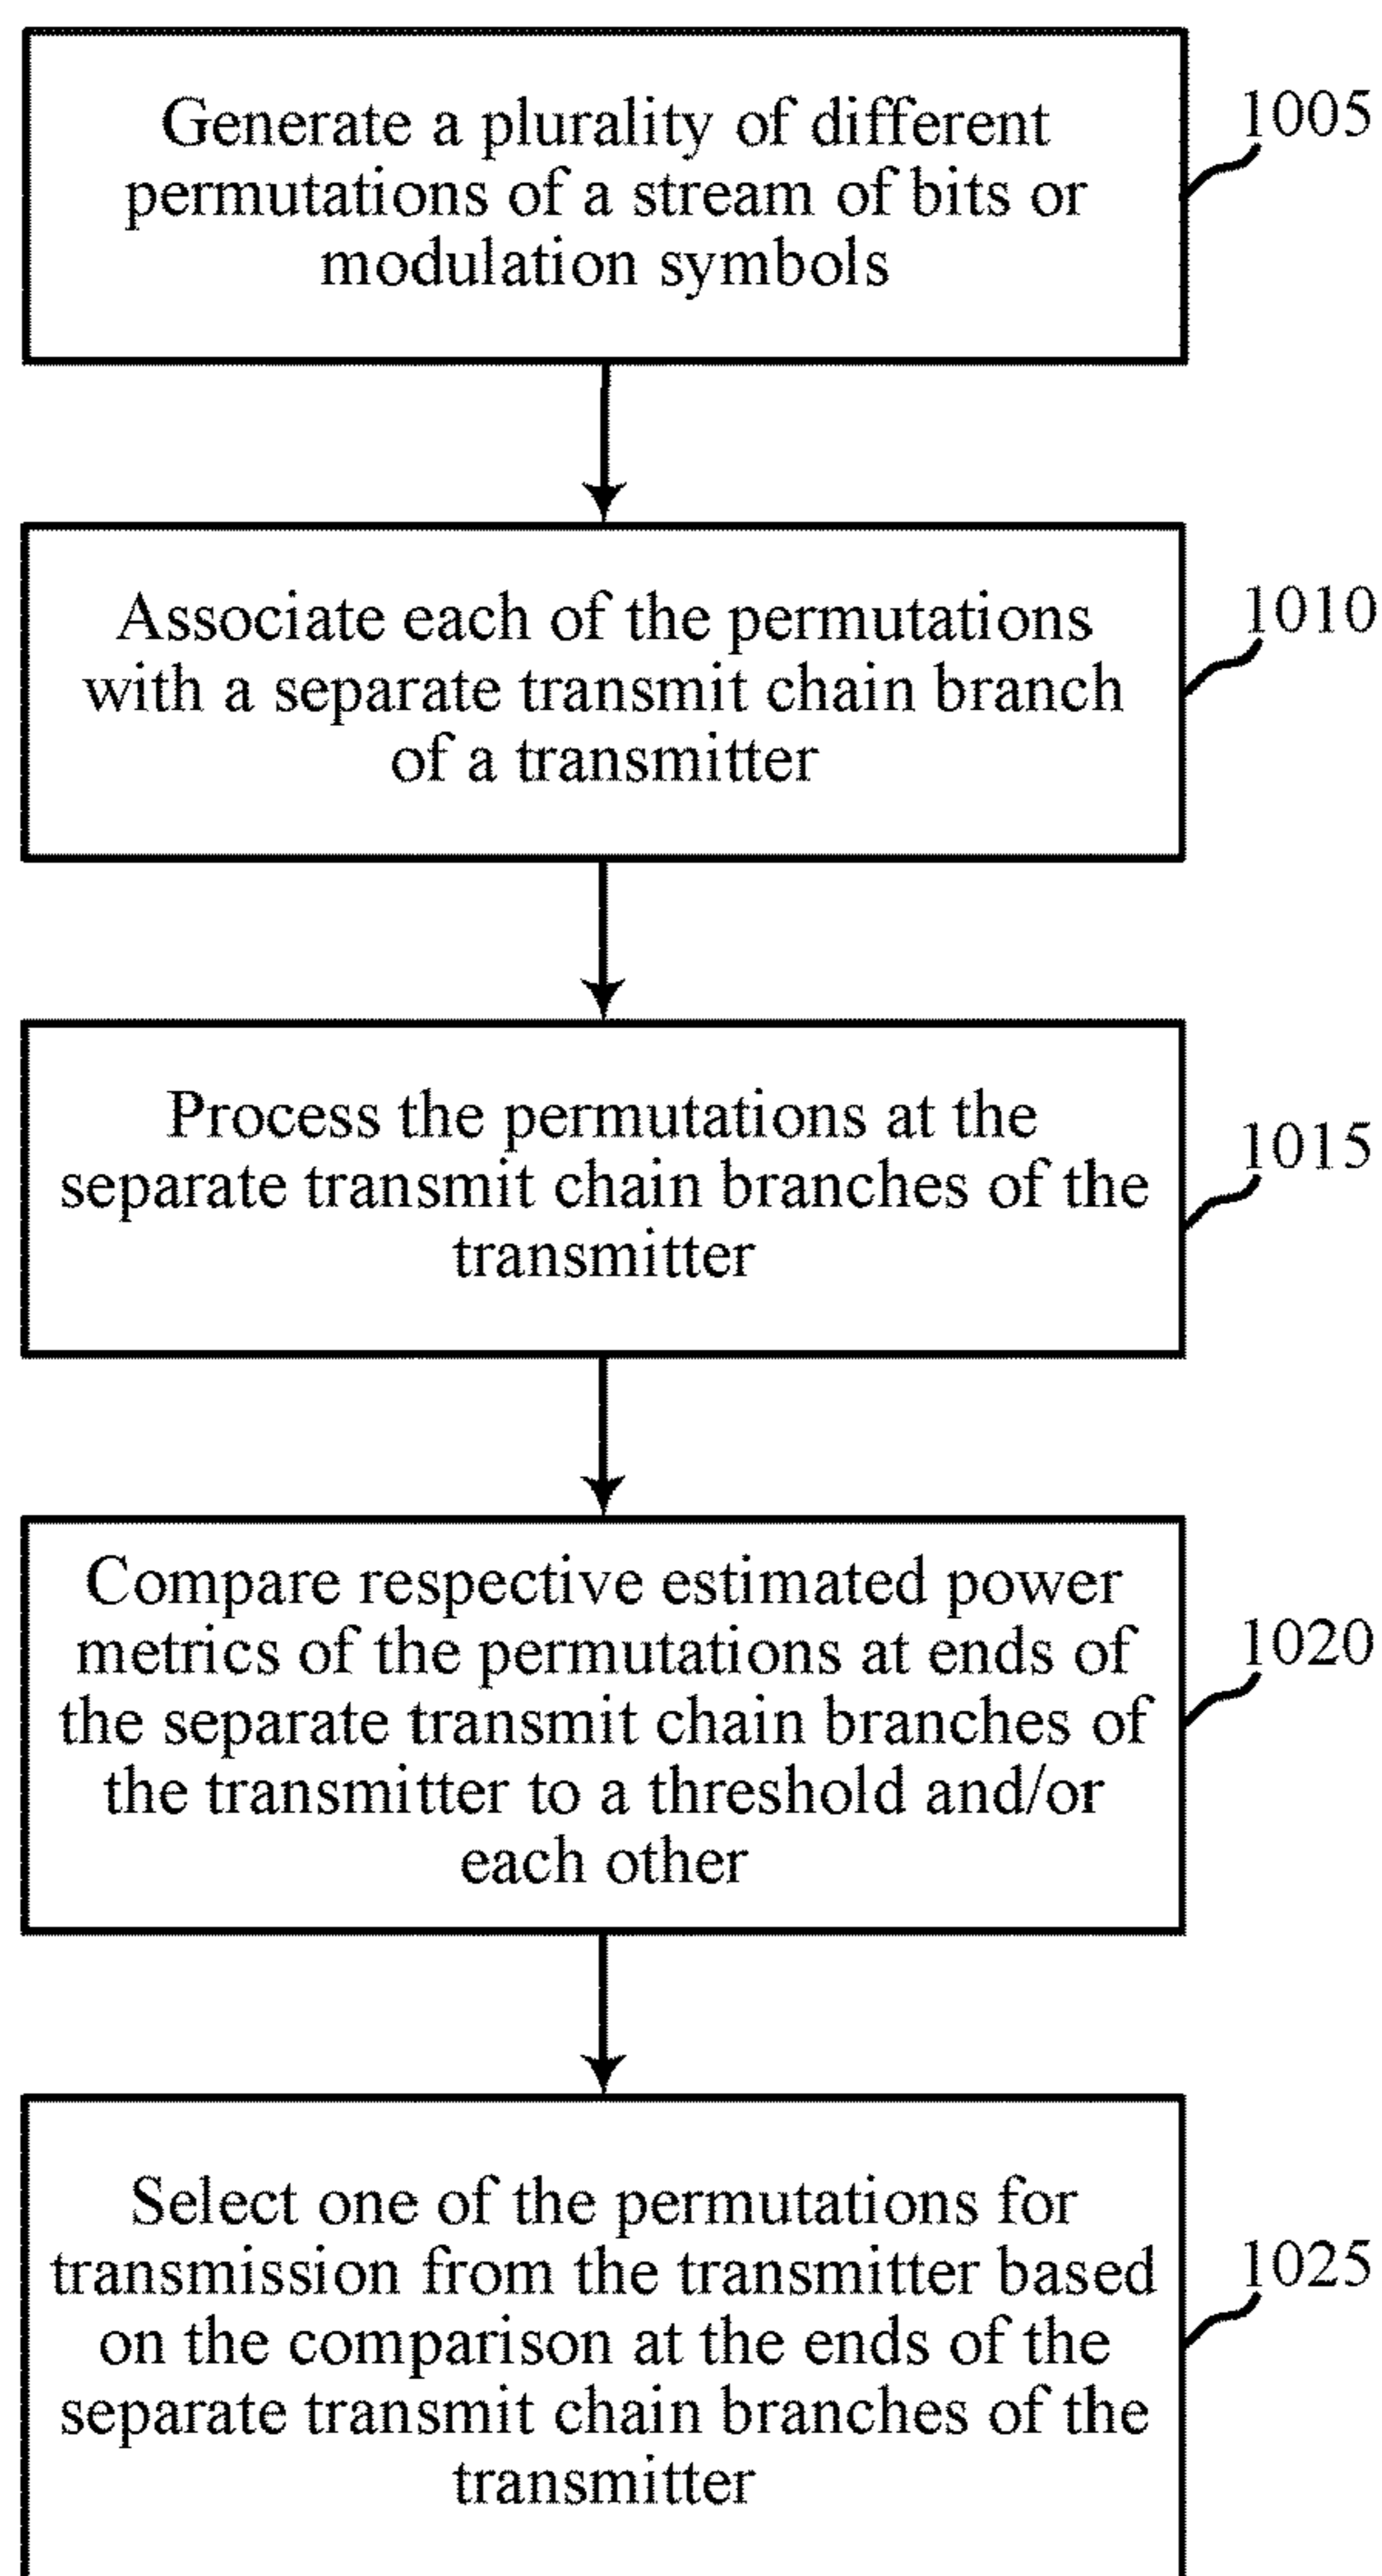 Generate a plurality of different
permutations of a stream of bits or
modulation symbols
1005
Associate each of the permutations
with a separate transmit chain branch
of a transmitter
1010
Process the permutations at the
separate transmit chain branches of the
transmitter
1015
Compare respective estimated power
metrics of the permutations at ends of
the separate transmit chain branches of
the transmitter to a threshold and/or
each other
1020
Select one of the permutations for
transmission from the transmitter based
on the comparison at the ends of the
separate transmit chain branches of the
transmitter
1025